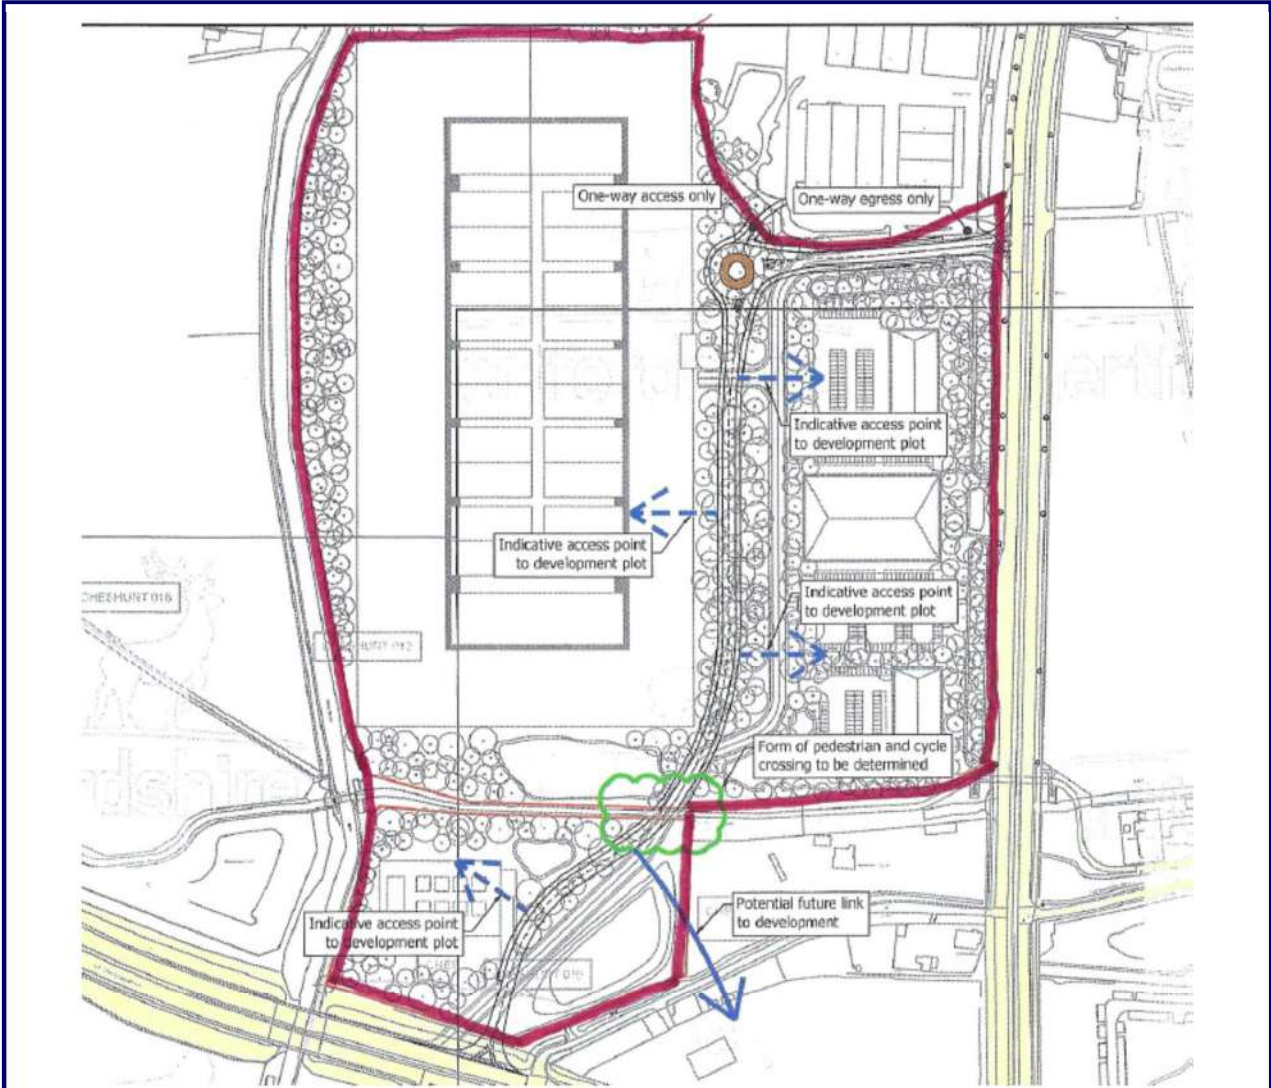 One-way access only
One-way egress only
Indicative access point
to development plot
Indicative access point
to development plot
Indicative access point
to development plot
CHESHUNT 016
Form of pedestrian and cycle
crossing to be determined
Potential future link
to development
Indicative access point
to development plot